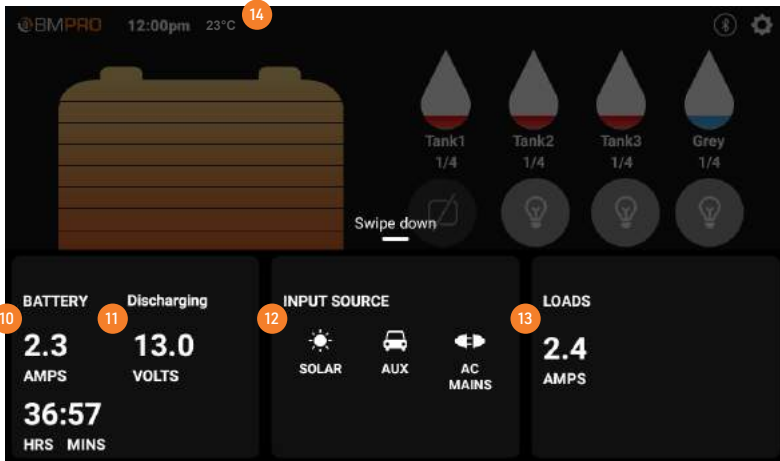 BMPRO 12:00pm 23°C 14
Tank1 Tank2 Tank3 Grey
1/4 1/4 1/4 1/4
Swipe down
BATTERY Discharging
10 11
2.3 13.0
AMPS VOLTS
36:57
HRS MINS
INPUT SOURCE
12
SOLAR AUX AC
MAINS
LOADS
13
2.4
AMPS